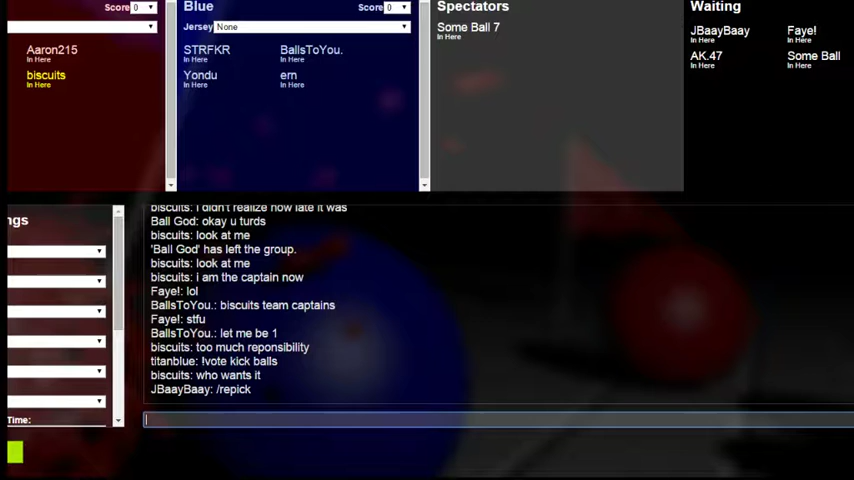 Score 0
Blue
Score 0
Spectators
Waiting
Jersey None
Aaron215
In Here
biscuits
In Here
STRFKR
In Here
BallsToYou.
In Here
Yondu
In Here
ern
In Here
Some Ball 7
In Here
JBaayBaay
In Here
Faye!
In Here
AK.47
In Here
Some Ball
In Here
ngs
Time:
biscuits: i didn't realize how late it was
Ball God: okay u turds
biscuits: look at me
'Ball God' has left the group.
biscuits: look at me
biscuits: i am the captain now
Faye!: lol
BallsToYou.: biscuits team captains
Faye!: stfu
BallsToYou.: let me be 1
biscuits: too much reponsibility
titanblue: !vote kick balls
biscuits: who wants it
JBaayBaay: /repick